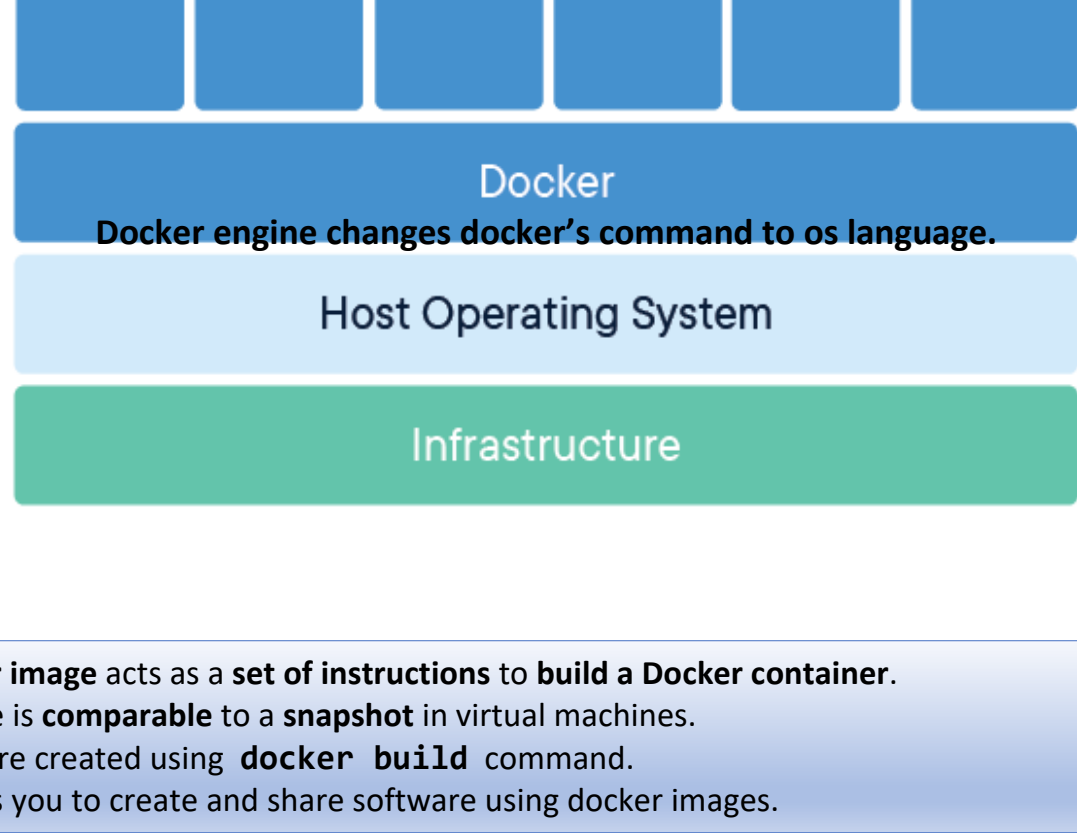 Docker
Docker engine changes docker’s command to os language.
Host Operating System
Infrastructure
image acts as a set of instructions to build a Docker container.
is comparable to a snapshot in virtual machines.
created using docker build command.
you to create and share software using docker images.